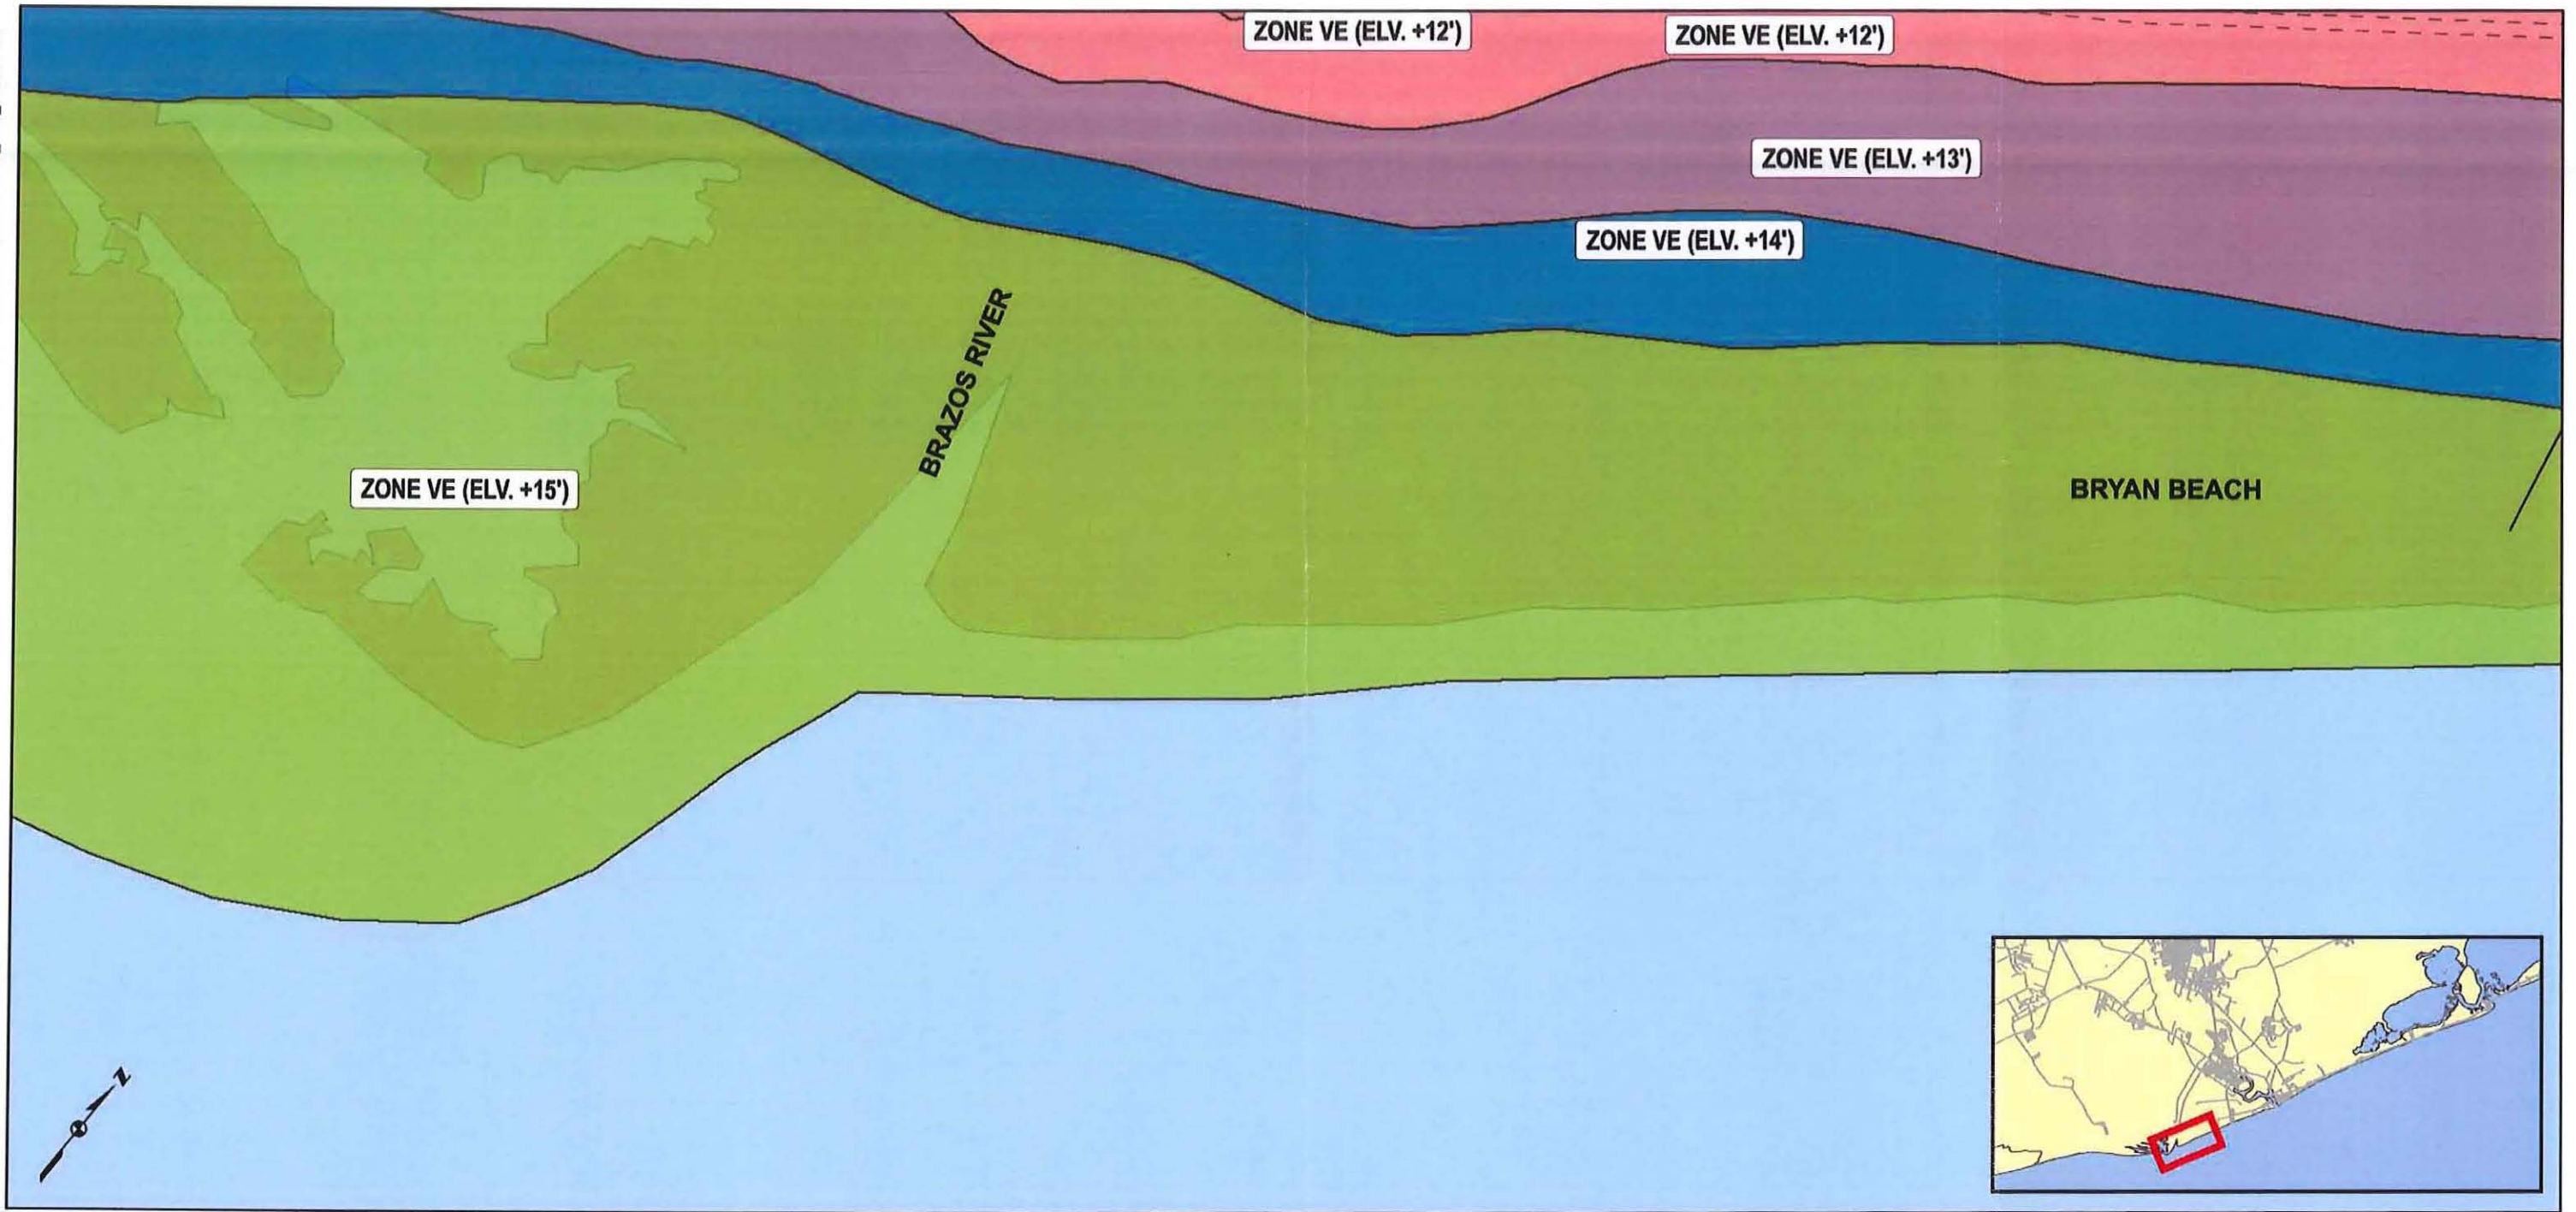 ZONE VE (ELV. +12')
ZONE VE (ELV. +12')
ZONE VE (ELV. +13')
ZONE VE (ELV. +14')
BRAZOS RIVER
ZONE VE (ELV. +15')
BRYAN BEACH
N